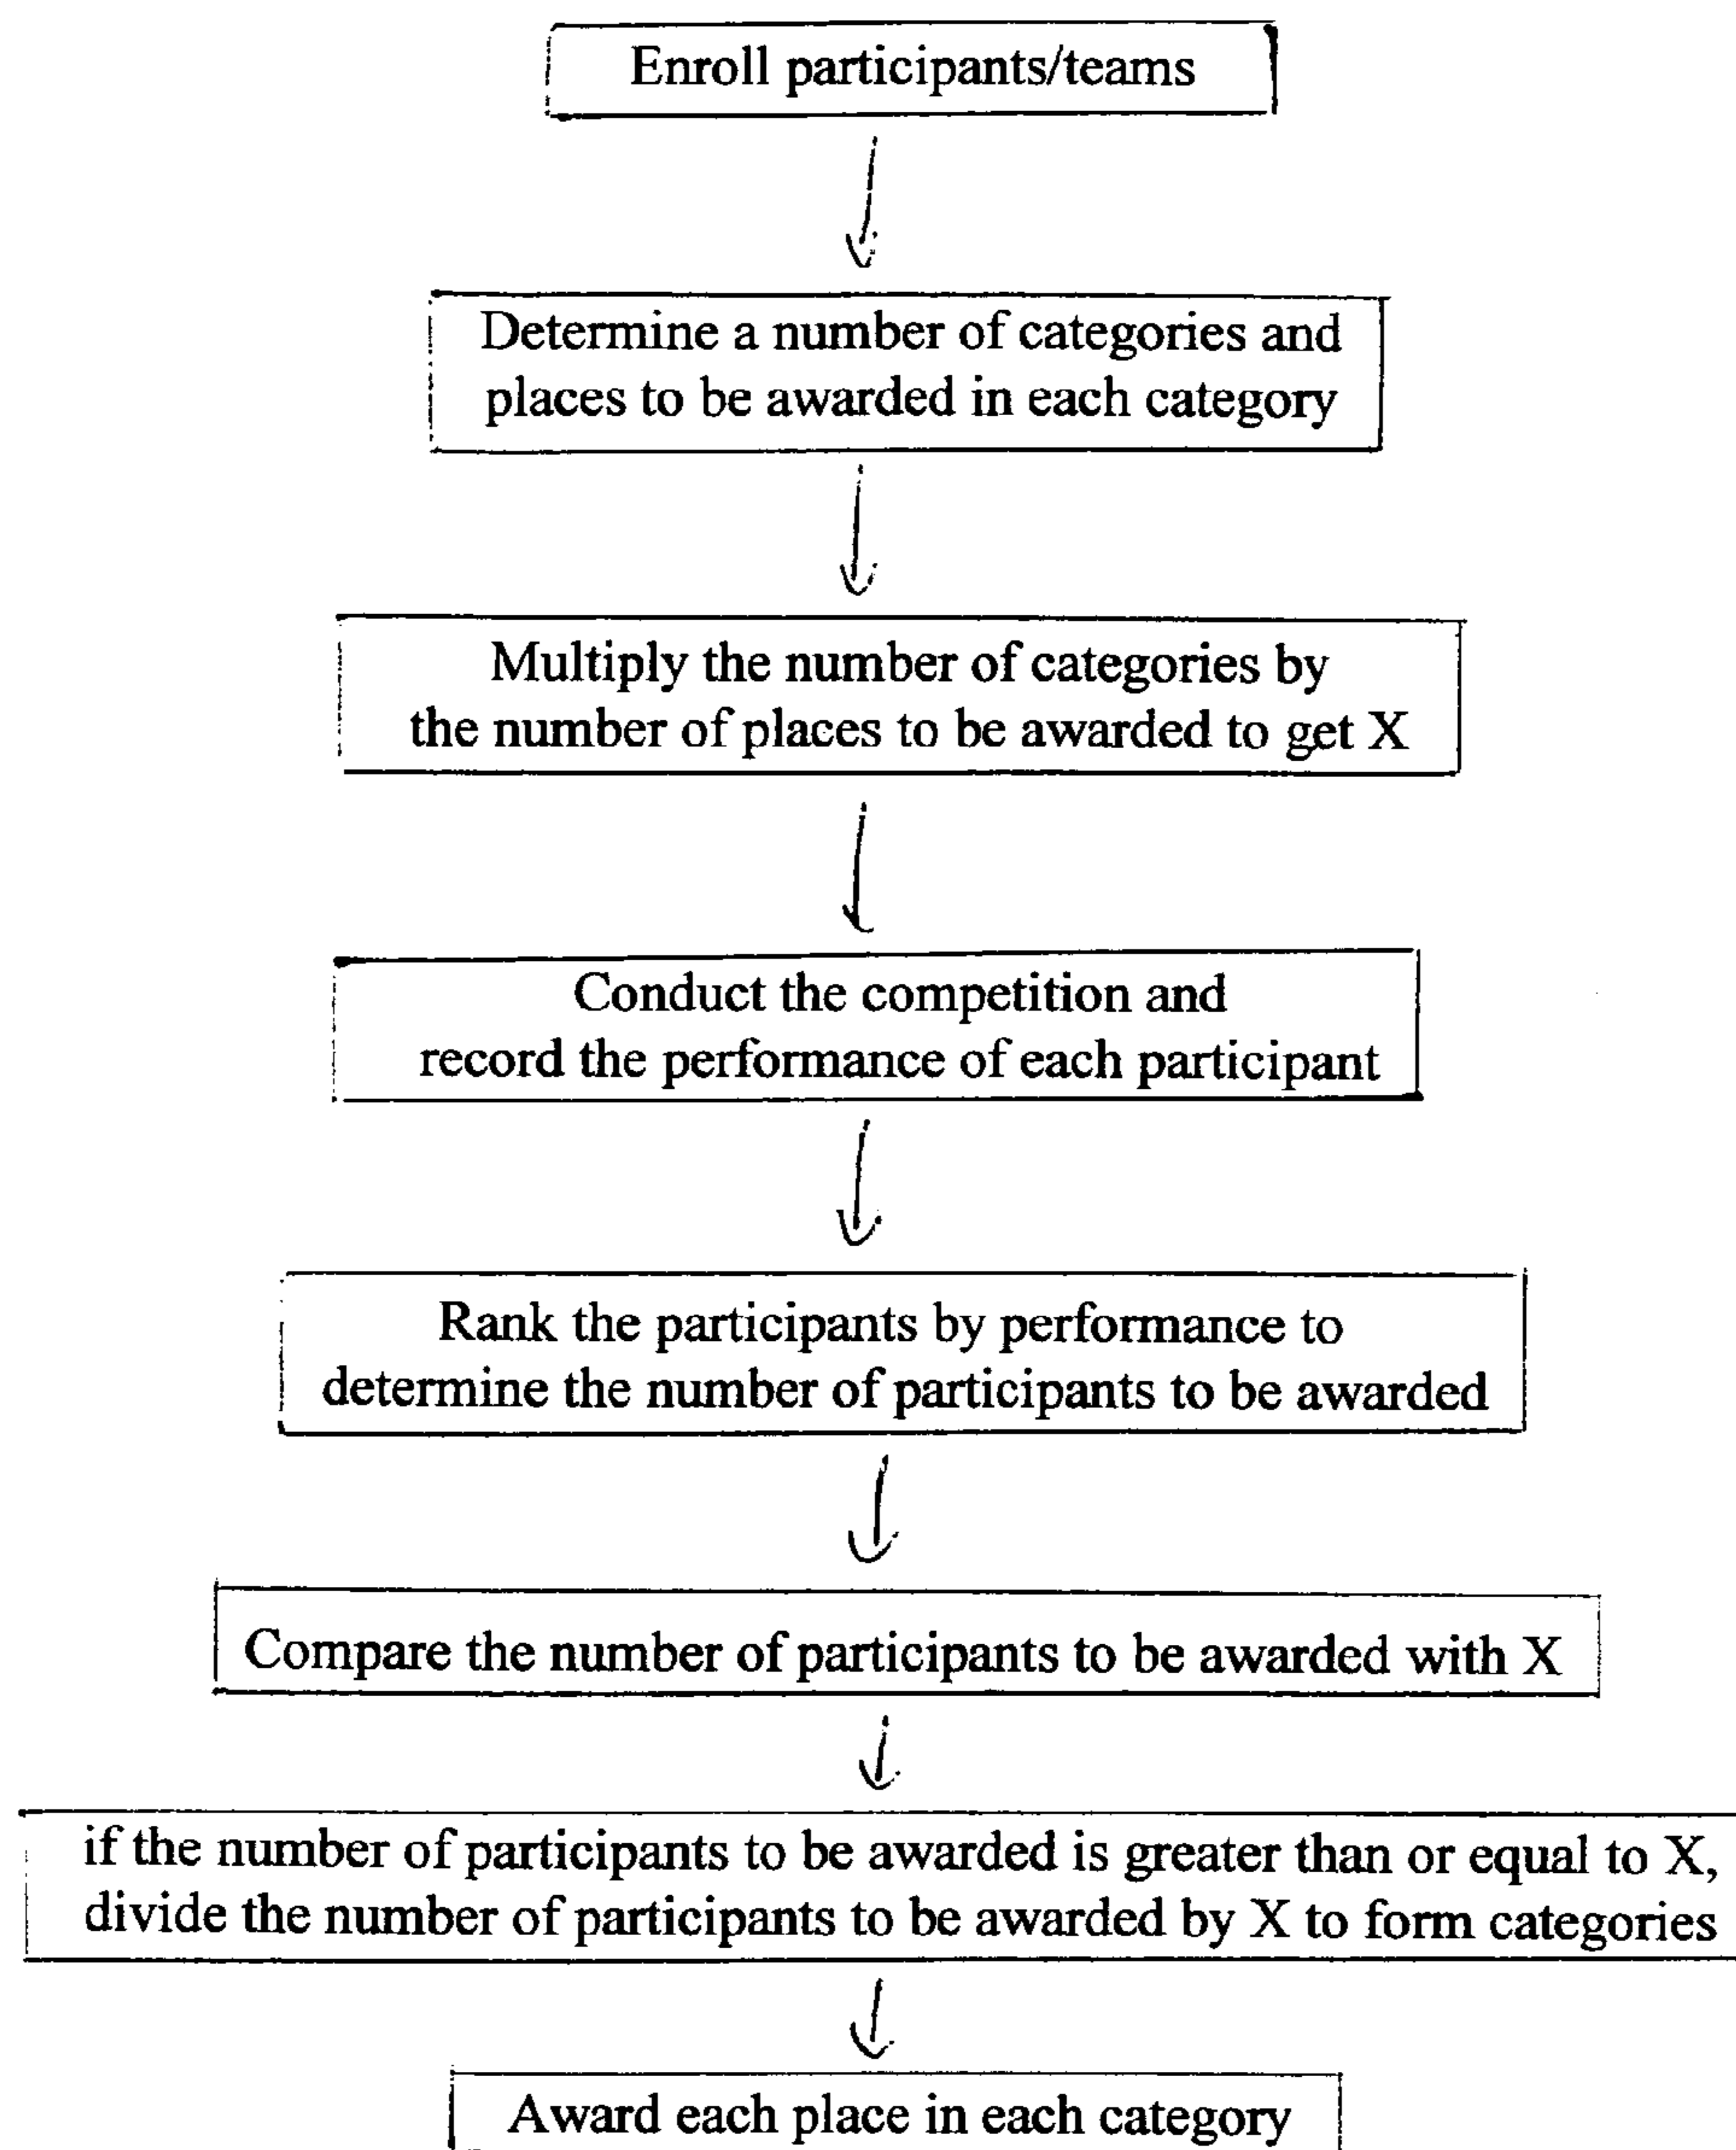 Enroll participants/teams
Determine a number of categories and
places to be awarded in each category
Multiply the number of categories by
the number of places to be awarded to get X
Conduct the competition and
record the performance of each participant
Rank the participants by performance to
determine the number of participants to be awarded
Compare the number of participants to be awarded with X
if the number of participants to be awarded is greater than or equal to X,
divide the number of participants to be awarded by X to form categories
Award each place in each category